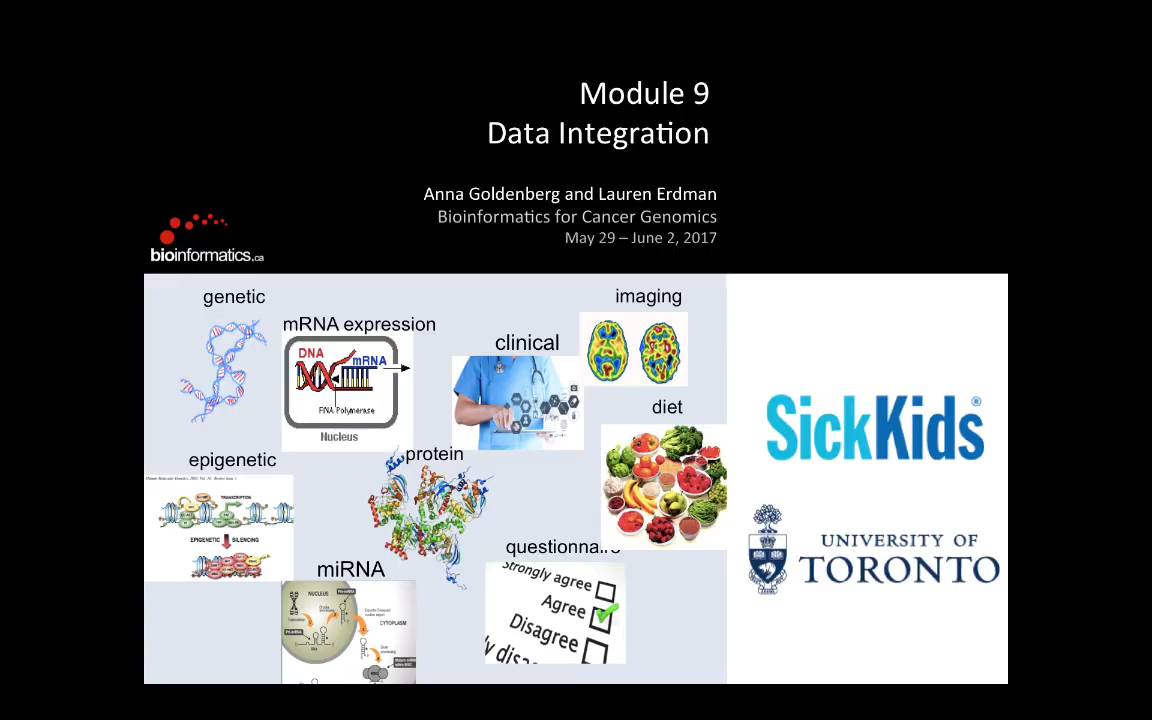 Module 9
Data Integration
Anna Goldenberg and Lauren Erdman
Bioinformatics for Cancer Genomics
May 29 – June 2, 2017
bioinformatics.ca
genetic
mRNA expression
DNA
mRNA
RNA Polymerase
Nucleus
clinical
imaging
diet
epigenetic
TRANSCRIPTION
EPIGENETIC SILENCING
protein
miRNA
NUCLEUS
CYTOPLASM
questionnaire
Strongly agree
Agree
Disagree
SickKids®
UNIVERSITY OF
TORONTO